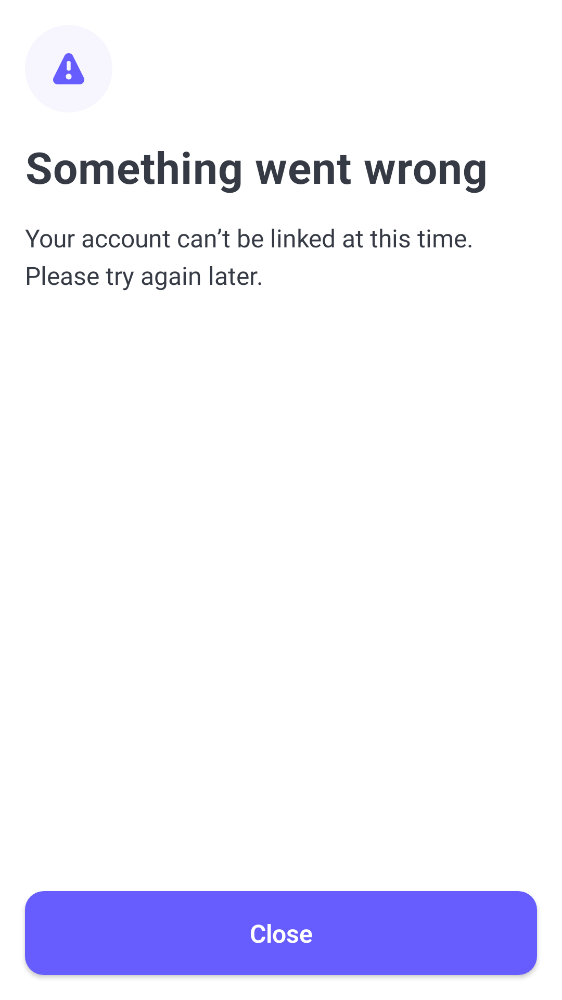 Something went wrong
Your account can’t be linked at this time.
Please try again later.
Close